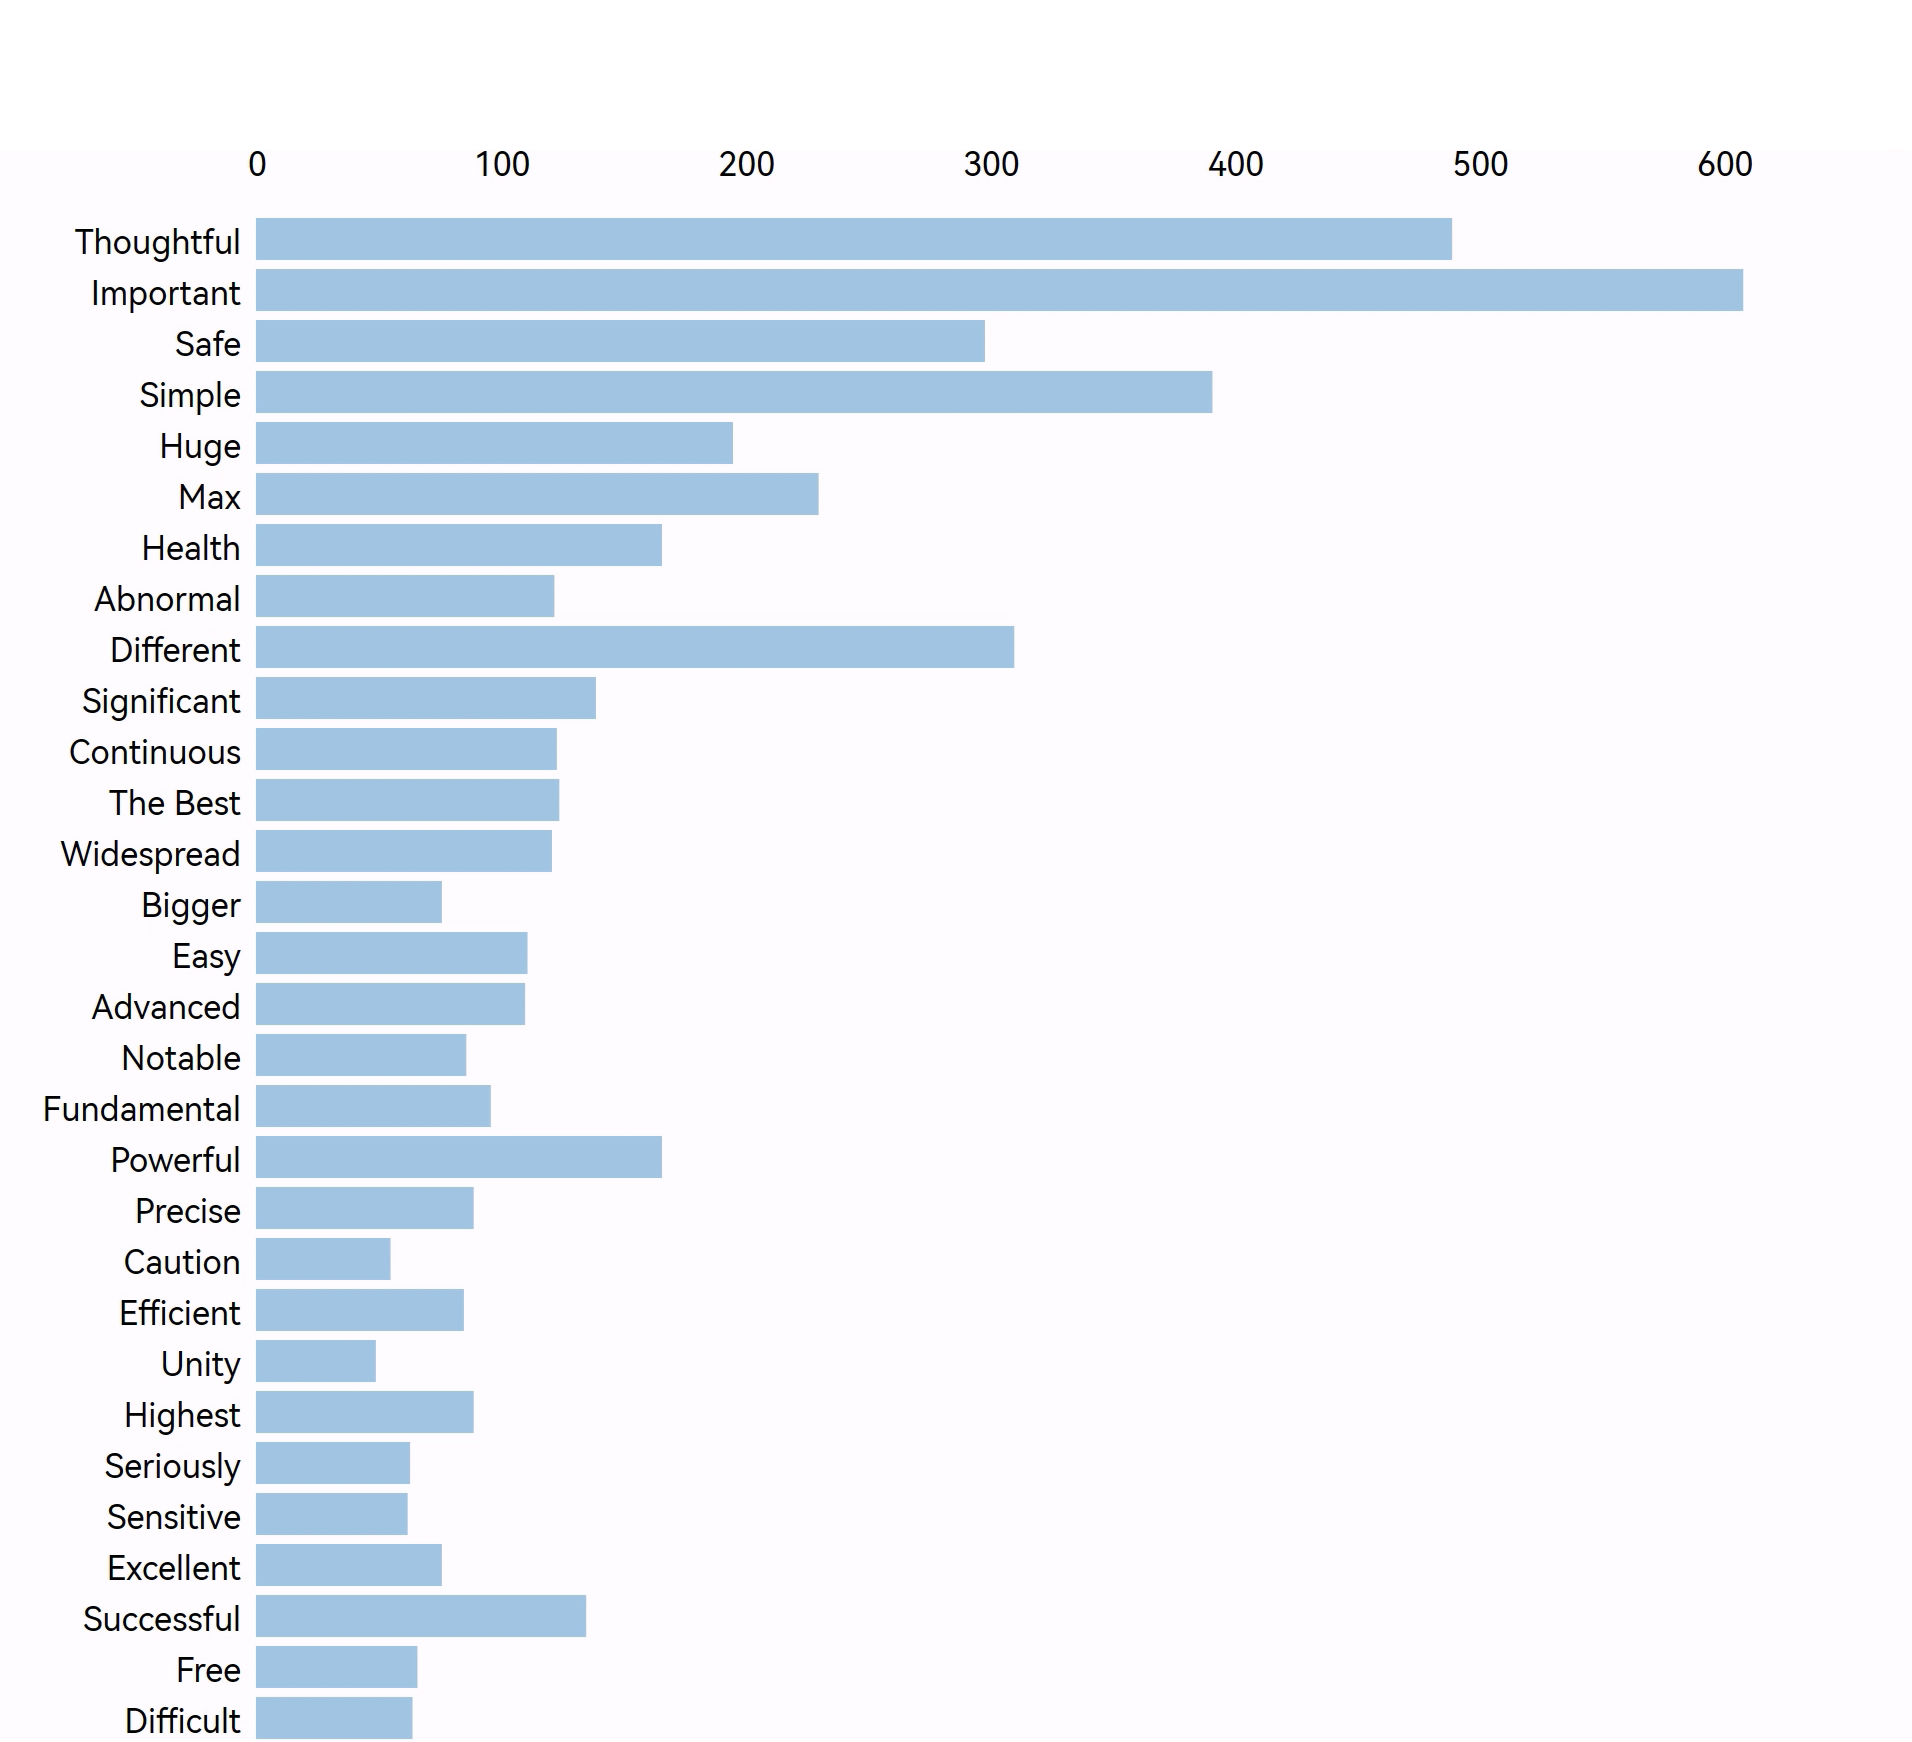 0 100 200 300 400 500 600
Thoughtful
Important
Safe
Simple
Huge
Max
Health
Abnormal
Different
Significant
Continuous
The Best
Widespread
Bigger
Easy
Advanced
Notable
Fundamental
Powerful
Precise
Caution
Efficient
Unity
Highest
Seriously
Sensitive
Excellent
Successful
Free
Difficult